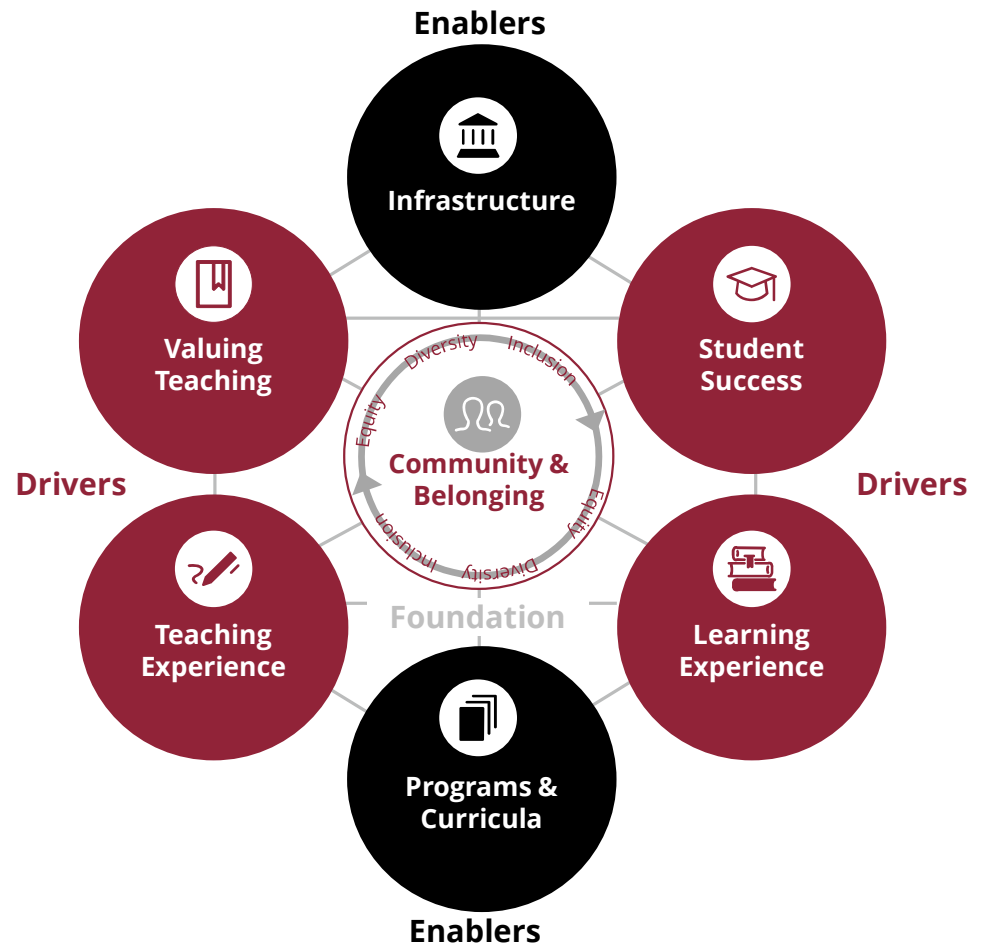 Enablers
Infrastructure
Valuing
Teaching
Student
Success
Diversity
Inclusion
Equity
Community &
Belonging
Drivers
Drivers
Equity
Inclusion
Diversity
Foundation
Teaching
Experience
Learning
Experience
Programs &
Curricula
Enablers